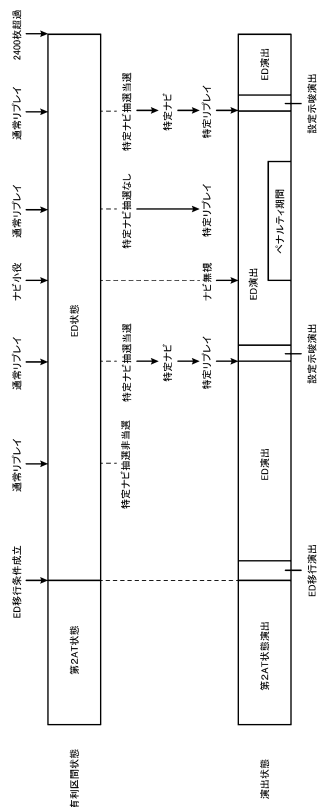 ED移行条件成立
通常リプレイ
通常リプレイ
ナビ小役
通常リプレイ
通常リプレイ
2400枚超過
有利区間状態
第2AT状態
ED状態
特定ナビ抽選非当選
特定ナビ抽選当選
特定ナビ
特定リプレイ
ナビ無視
特定ナビ抽選なし
特定リプレイ
特定ナビ抽選当選
特定ナビ
特定リプレイ
演出状態
第2AT状態演出
ED演出
ED演出
ペナルティ期間
ED演出
ED移行演出
設定示唆演出
設定示唆演出